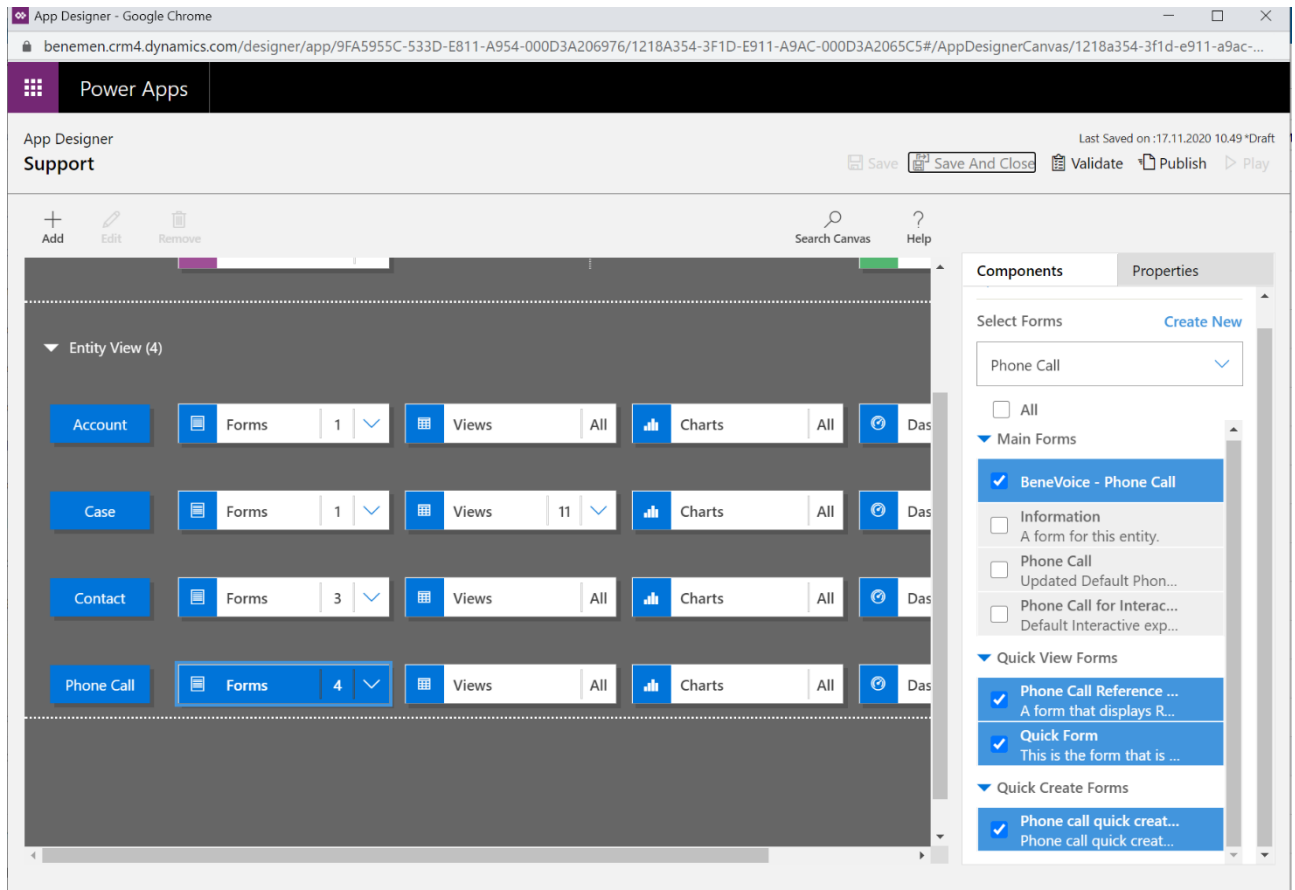 App Designer - Google Chrome
benemen.crm4.dynamics.com/designer/app/9FA5955C-533D-E811-A954-000D3A206976/1218A354-3F1D-E911-A9AC-000D3A2065C5#/AppDesignerCanvas/1218a354-3f1d-e911-a9ac-...
Power Apps
App Designer
Last Saved on :17.11.2020 10.49 *Draft
Support
Save
Save And Close
Validate
Publish
Play
Add
Edit
Remove
Search Canvas
? Help
Components
Properties
Select Forms
Create New
Phone Call
All
Main Forms
BeneVoice - Phone Call
Information
A form for this entity.
Phone Call
Updated Default Phon...
Phone Call for Interac...
Default Interactive exp...
Quick View Forms
Phone Call Reference ...
A form that displays R...
Quick Form
This is the form that is ...
Quick Create Forms
Phone call quick creat...
Phone call quick creat...
Entity View (4)
Account Forms 1 Views All Charts All Das
Case Forms 1 Views 11 Charts All Das
Contact Forms 3 Views All Charts All Das
Phone Call Forms 4 Views All Charts All Das